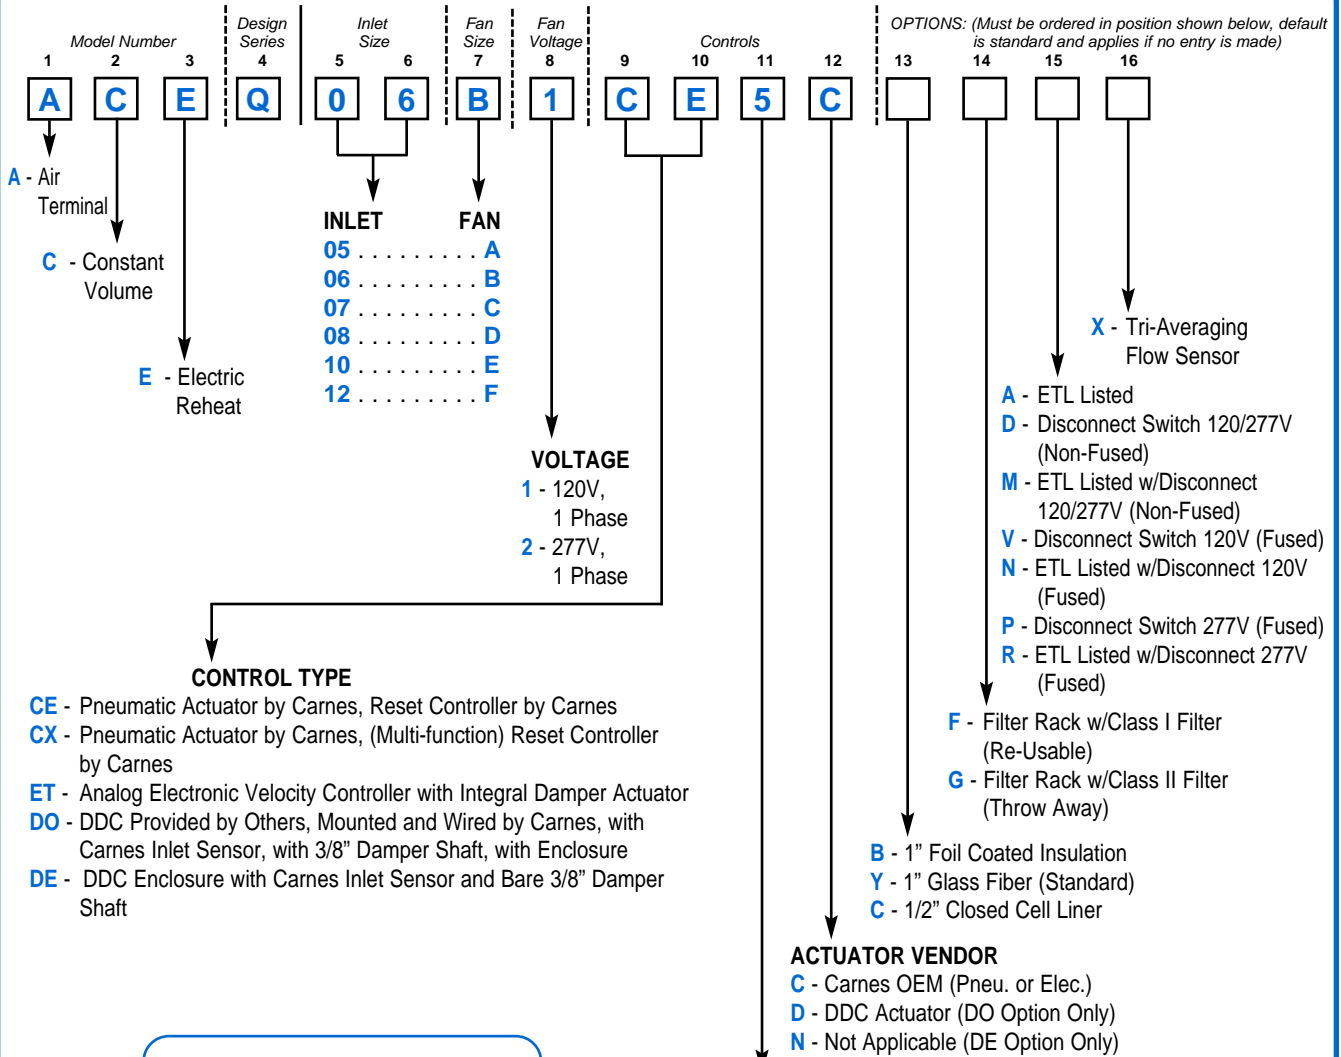 Model Number
Design Series
Inlet Size
Fan Size
Fan Voltage
Controls
OPTIONS: (Must be ordered in position shown below, default is standard and applies if no entry is made)
1 2 3 4 5 6 7 8 9 10 11 12 13 14 15 16
A C E Q 0 6 B 1 C E 5 C
A - Air
Terminal
C - Constant
Volume
E - Electric
Reheat
INLET FAN
05 . . . . . . . . . A
06 . . . . . . . . . B
07 . . . . . . . . . C
08 . . . . . . . . . D
10 . . . . . . . . . E
12 . . . . . . . . . F
VOLTAGE
1 - 120V,
1 Phase
2 - 277V,
1 Phase
CONTROL TYPE
CE - Pneumatic Actuator by Carnes, Reset Controller by Carnes
CX - Pneumatic Actuator by Carnes, (Multi-function) Reset Controller
by Carnes
ET - Analog Electronic Velocity Controller with Integral Damper Actuator
DO - DDC Provided by Others, Mounted and Wired by Carnes, with
Carnes Inlet Sensor, with 3/8” Damper Shaft, with Enclosure
DE - DDC Enclosure with Carnes Inlet Sensor and Bare 3/8” Damper
Shaft
X - Tri-Averaging
Flow Sensor
A - ETL Listed
D - Disconnect Switch 120/277V
(Non-Fused)
M - ETL Listed w/Disconnect
120/277V (Non-Fused)
V - Disconnect Switch 120V (Fused)
N - ETL Listed w/Disconnect 120V
(Fused)
P - Disconnect Switch 277V (Fused)
R - ETL Listed w/Disconnect 277V
(Fused)
F - Filter Rack w/Class I Filter
(Re-Usable)
G - Filter Rack w/Class II Filter
(Throw Away)
B - 1” Foil Coated Insulation
Y - 1” Glass Fiber (Standard)
C - 1/2” Closed Cell Liner
ACTUATOR VENDOR
C - Carnes OEM (Pneu. or Elec.)
D - DDC Actuator (DO Option Only)
N - Not Applicable (DE Option Only)